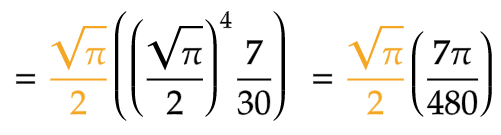 = √π/2 ((√π/2)^4 7/30) = √π/2 (7π/480)